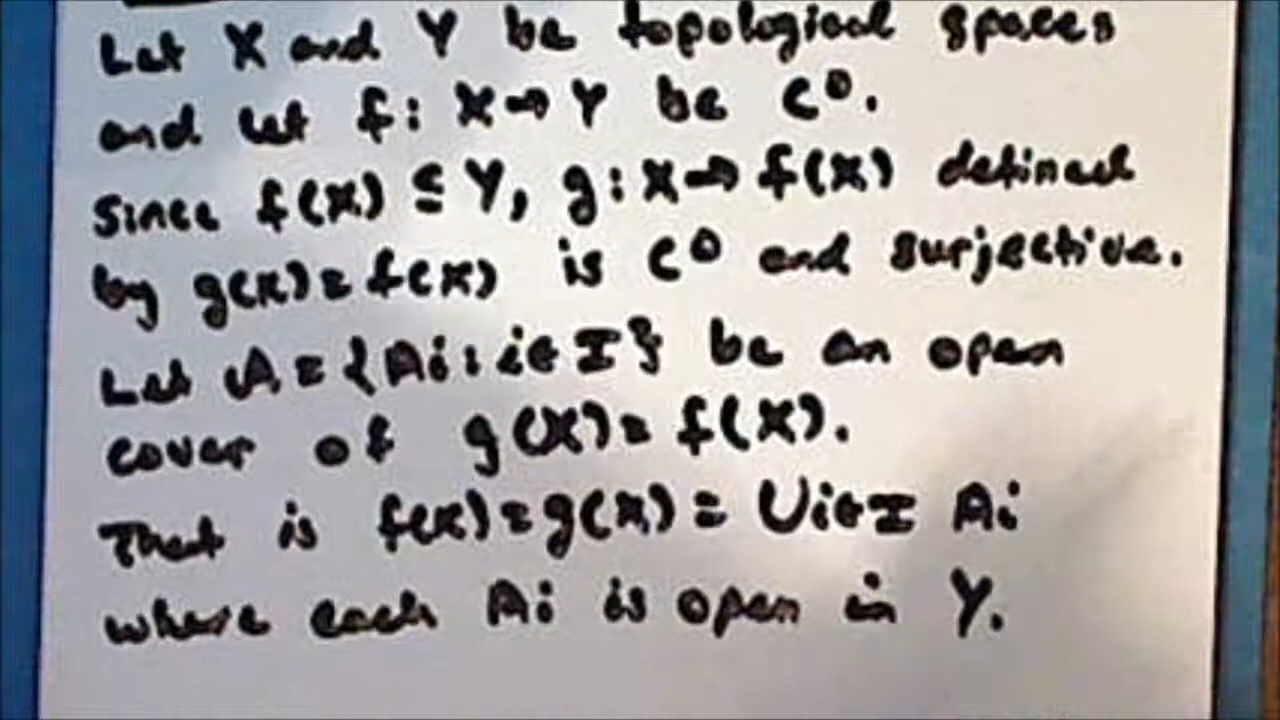 Let X and Y be topological spaces
and let f: X→Y be C⁰.
Since f(X) ⊆ Y, g: X→f(X) defined
by g(x) = f(x) is C⁰ and surjective.
Let A = {Ai : i∈I} be an open
cover of g(X) = f(X).
That is f(X) = g(X) = ∪i∈I Ai
where each Ai is open in Y.